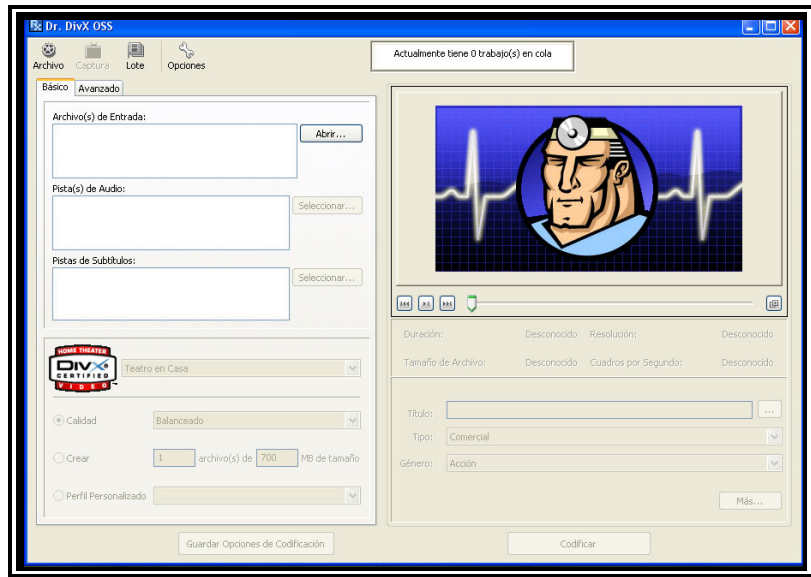 Dr. DivX OSS
Archivo Captura Lote Opciones
Actualmente tiene 0 trabajo(s) en cola
Básico Avanzado
Archivo(s) de Entrada:
Abrir...
Pista(s) de Audio:
Seleccionar...
Pistas de Subtítulos:
Seleccionar...
HOME THEATER
DIVX
CERTIFIED
VIDEO
Teatro en Casa
Calidad Balanceado
Crear 1 archivo(s) de 700 MB de tamaño
Perfil Personalizado
Guardar Opciones de Codificación
Duración: Desconocido Resolución: Desconocido
Tamaño de Archivo: Desconocido Cuadros por Segundo: Desconocido
Título: ...
Tipo: Comercial
Género: Acción
Más...
Codificar